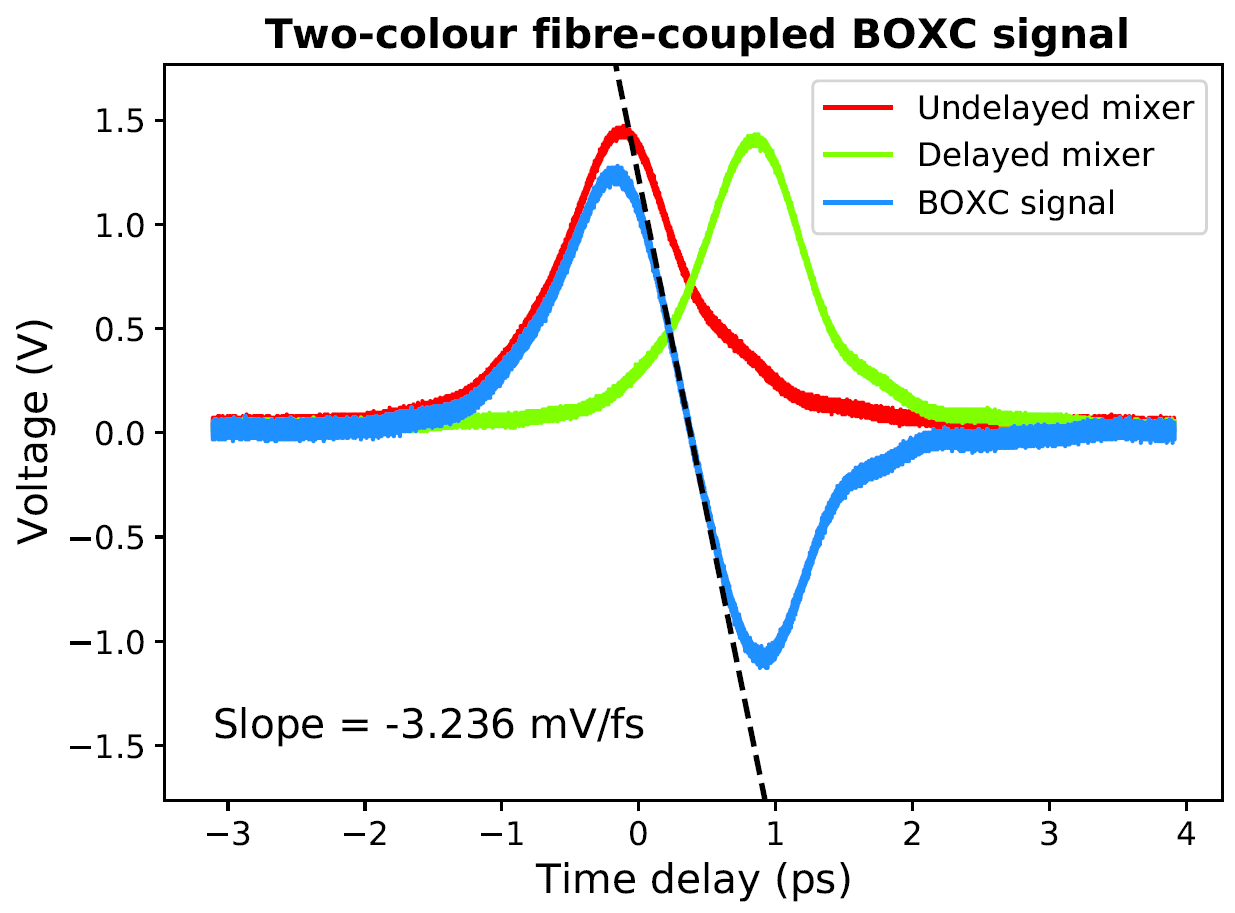 Two-colour fibre-coupled BOXC signal
Undelayed mixer
Delayed mixer
BOXC signal
1.5
1.0
0.5
0.0
−0.5
−1.0
−1.5
Voltage (V)
Slope = -3.236 mV/fs
−3 −2 −1 0 1 2 3 4
Time delay (ps)